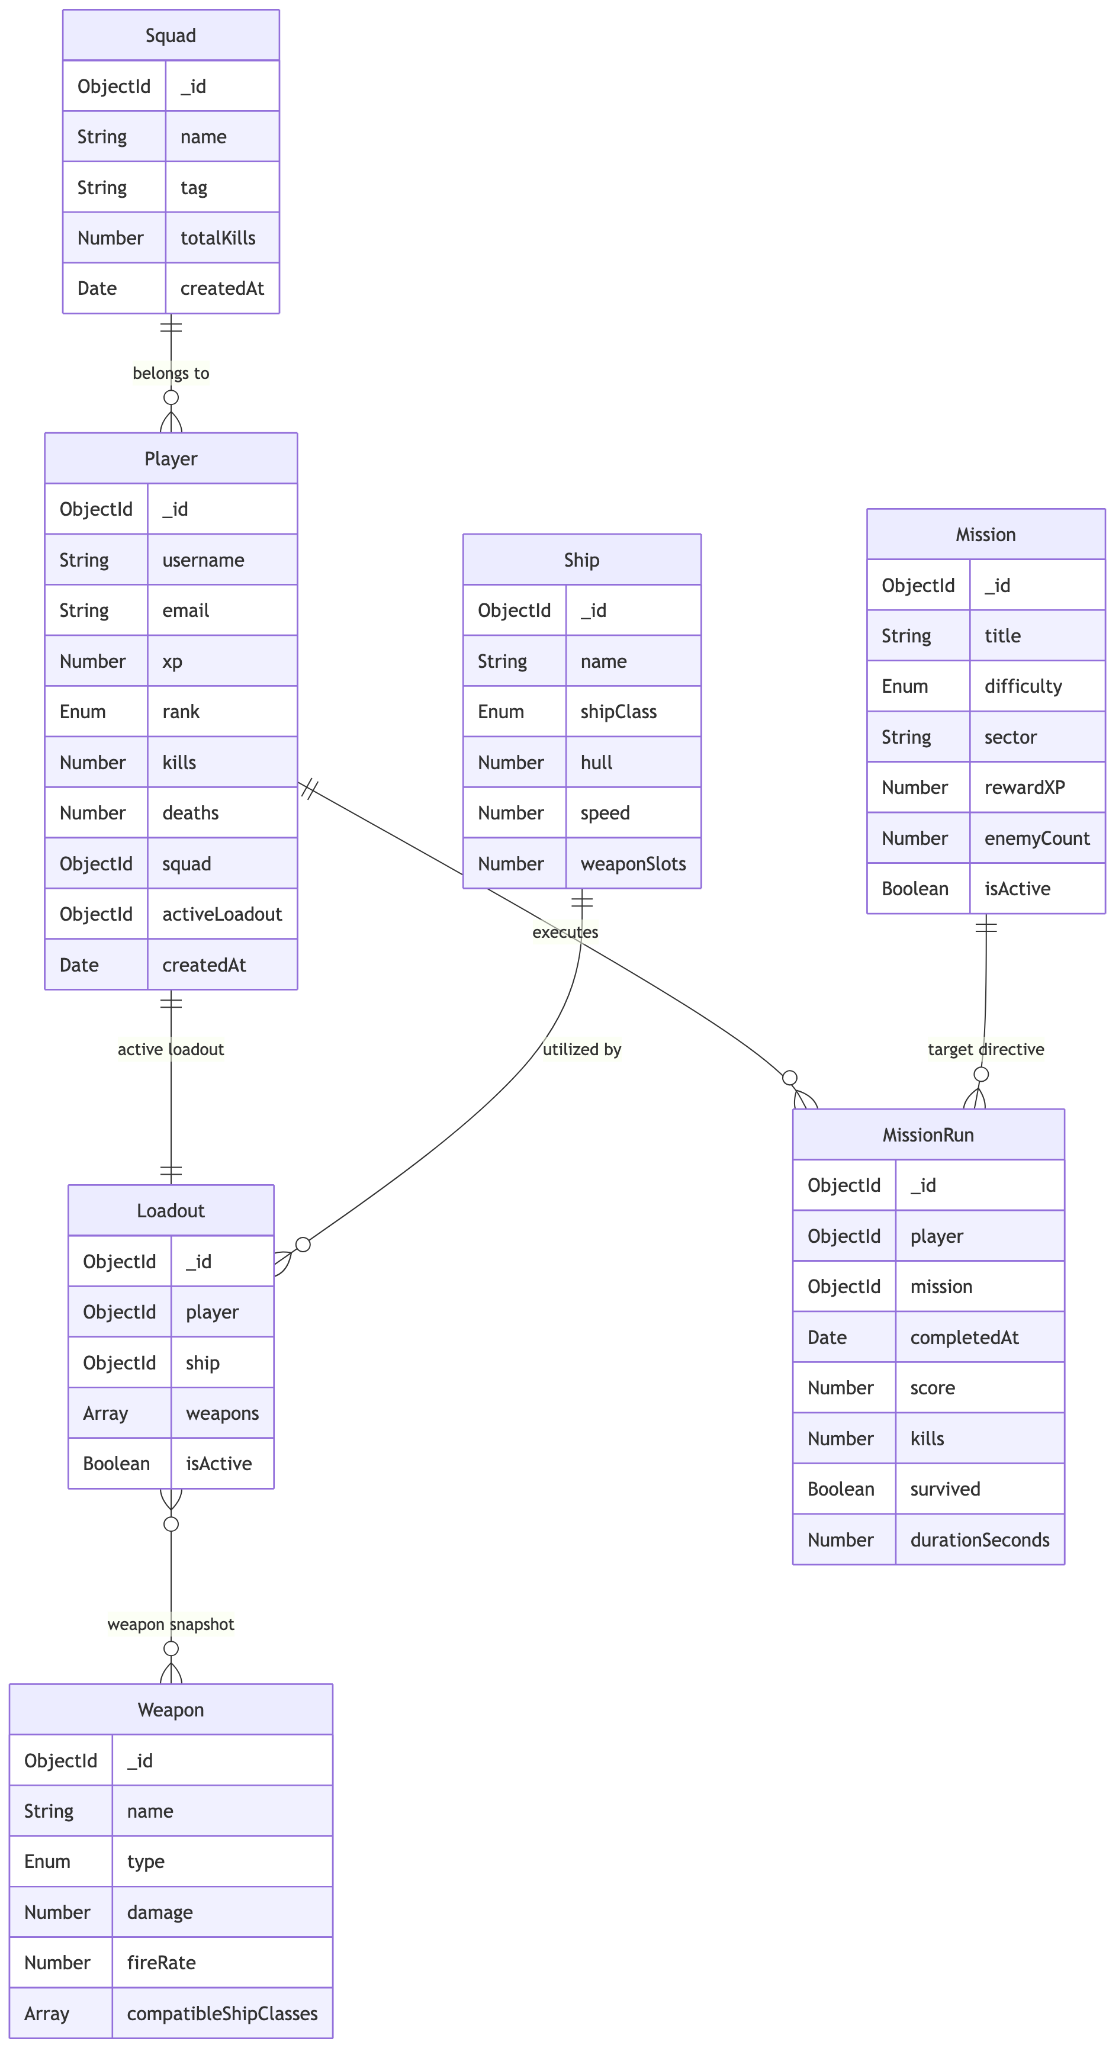 Squad
ObjectId _id
String name
String tag
Number totalKills
Date createdAt
belongs to
Player
ObjectId _id
String username
String email
Number xp
Enum rank
Number kills
Number deaths
ObjectId squad
ObjectId activeLoadout
Date createdAt
Ship
ObjectId _id
String name
Enum shipClass
Number hull
Number speed
Number weaponSlots
Mission
ObjectId _id
String title
Enum difficulty
String sector
Number rewardXP
Number enemyCount
Boolean isActive
executes
active loadout
utilized by
target directive
MissionRun
ObjectId _id
ObjectId player
ObjectId mission
Date completedAt
Number score
Number kills
Boolean survived
Number durationSeconds
Loadout
ObjectId _id
ObjectId player
ObjectId ship
Array weapons
Boolean isActive
weapon snapshot
Weapon
ObjectId _id
String name
Enum type
Number damage
Number fireRate
Array compatibleShipClasses